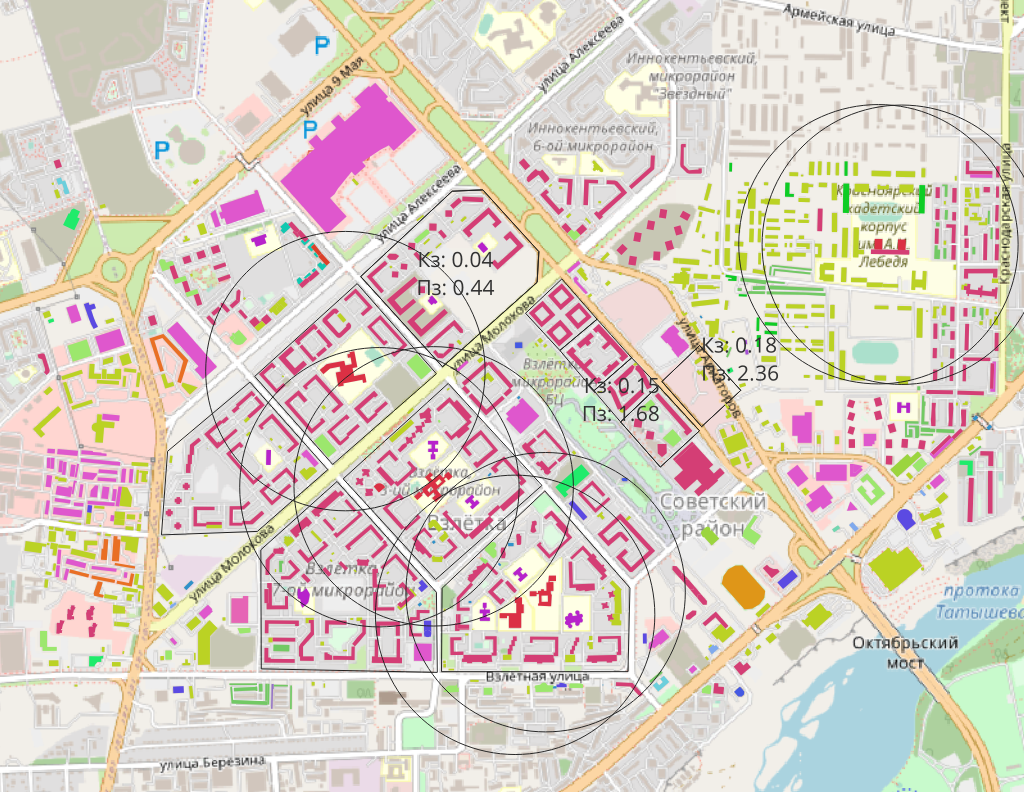 Армейская улица
проспект
P
улица 9 Мая
улица Алексеева
Иннокентьевский
микрорайон
"Звездный"
P
P
Иннокентьевский,
6-ой микрорайон
улица Алексеева
Краснодарская улица
Красноярский
кадетский
корпус
им. А.И.
Лебедя
Кз: 0.04
Пз: 0.44
улица Молокова
улица Авиаторов
Кз: 0.18
Пз: 2.36
Взлётка
микрорайон
БЦ
Кз: 0.15
Пз: 1.68
Взлётка,
3-ий микрорайон
Взлётка
Советский
район
улица Молокова
Взлётка,
7-ой микрорайон
протока
Татышева
Октябрьский
мост
Взлётная улица
улица Березина